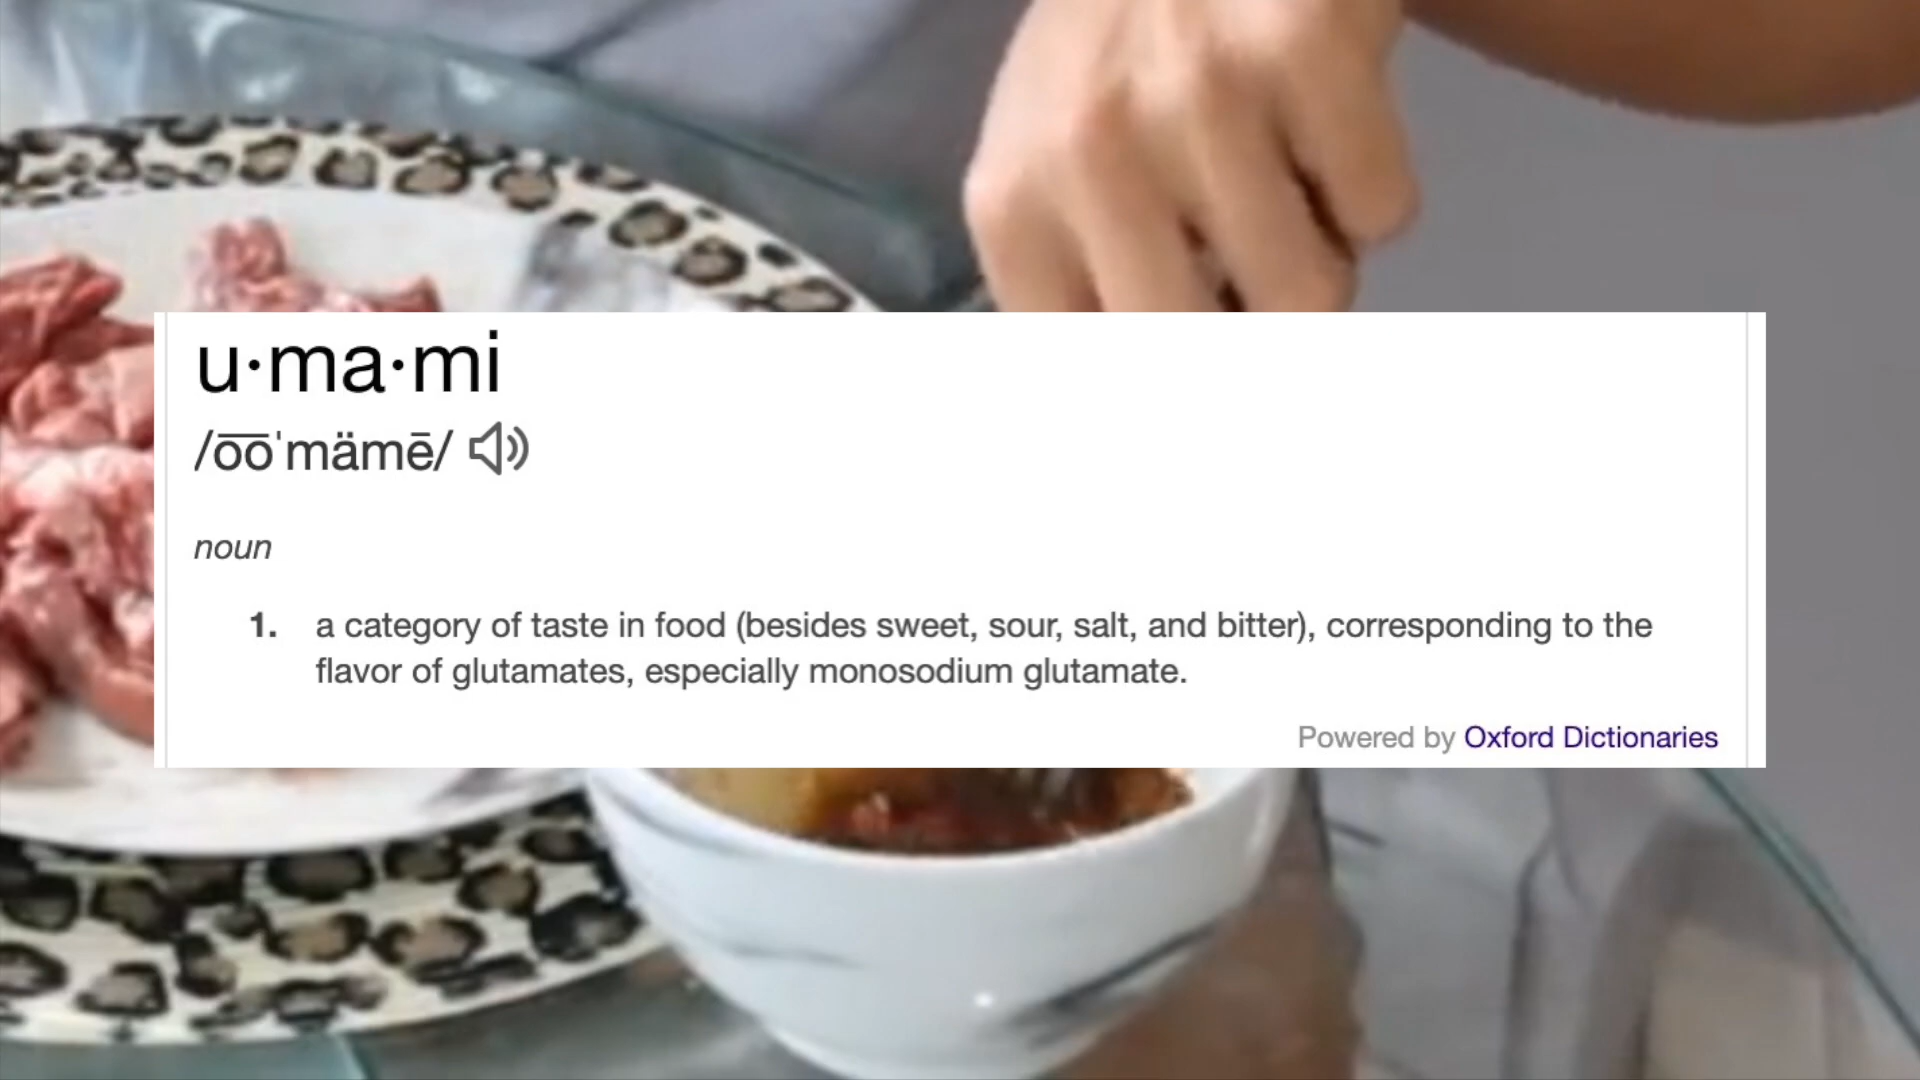 u·ma·mi
/o͞oˈmämē/
noun
1. a category of taste in food (besides sweet, sour, salt, and bitter), corresponding to the
flavor of glutamates, especially monosodium glutamate.
Powered by Oxford Dictionaries